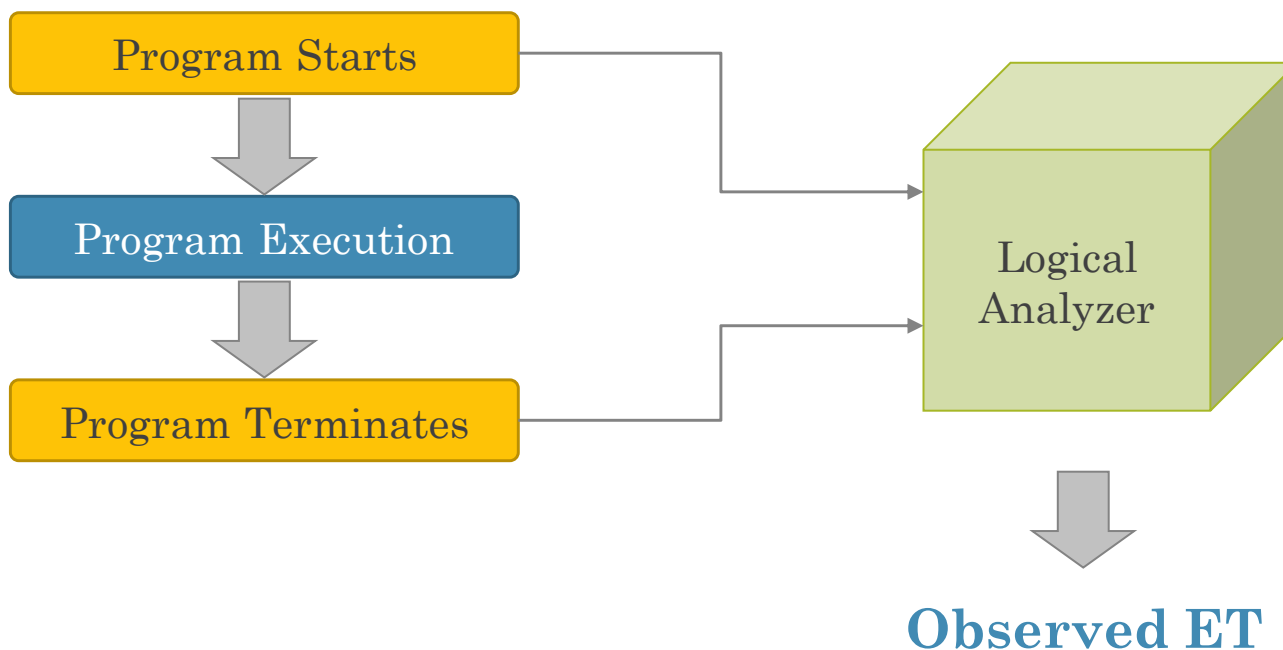 Program Starts
Program Execution
Program Terminates
Logical
Analyzer
Observed ET